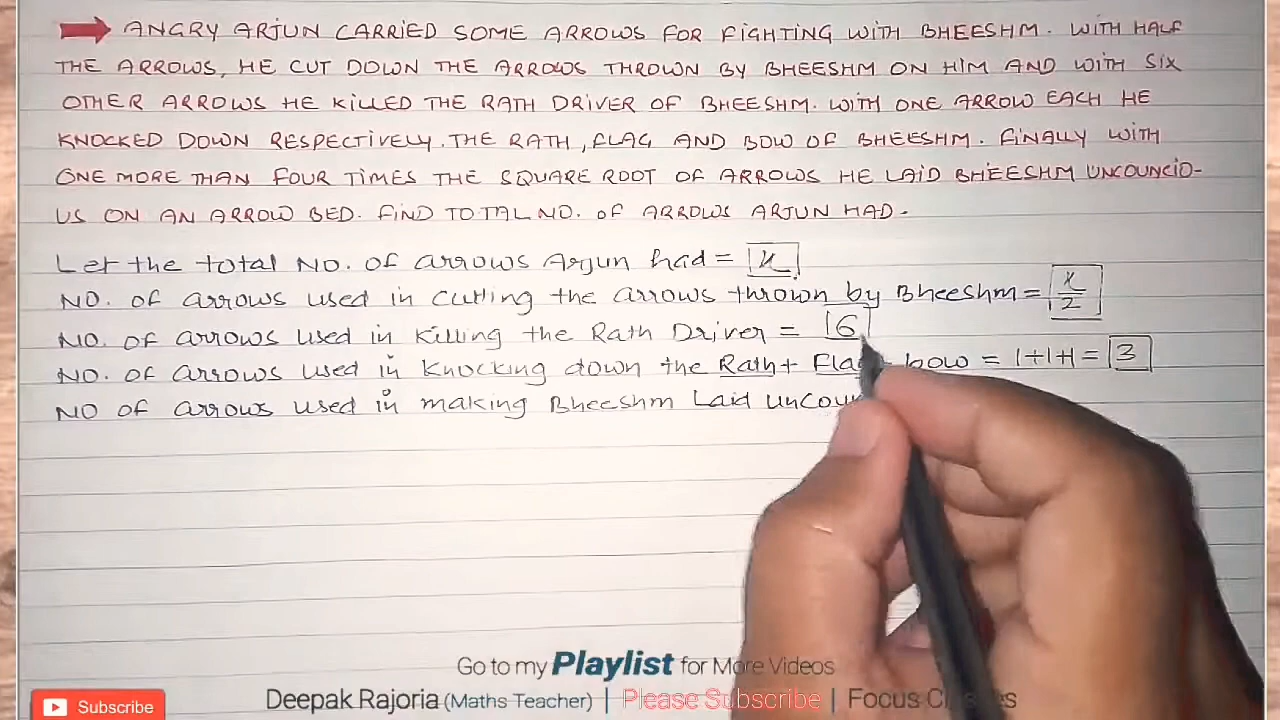 ANGRY ARJUN CARRIED SOME ARROWS FOR FIGHTING WITH BHEESHM. WITH HALF
THE ARROWS, HE CUT DOWN THE ARROWS THROWN BY BHEESHM ON HIM AND WITH SIX
OTHER ARROWS HE KILLED THE RATH DRIVER OF BHEESHM. WITH ONE ARROW EACH HE
KNOCKED DOWN RESPECTIVELY. THE RATH, FLAG AND BOW OF BHEESHM. FINALLY WITH
ONE MORE THAN FOUR TIMES THE SQUARE ROOT OF ARROWS HE LAID BHEESHM UNCOUNCIO-
US ON AN ARROW BED. FIND TOTAL NO. OF ARROWS ARJUN HAD.
Let the total No. of arrows Arjun had = x
NO. of arrows used in cutting the arrows thrown by Bheeshm = x/2
NO. of arrows used in killing the Rath Driver = 6
NO. of arrows used in knocking down the Rath + Flag bow = 1+1+1 = 3
NO of arrows used in making Bheeshm Laid
Go to my Playlist for More Videos
Subscribe
Deepak Rajoria (Maths Teacher) | Please Subscribe | Focus